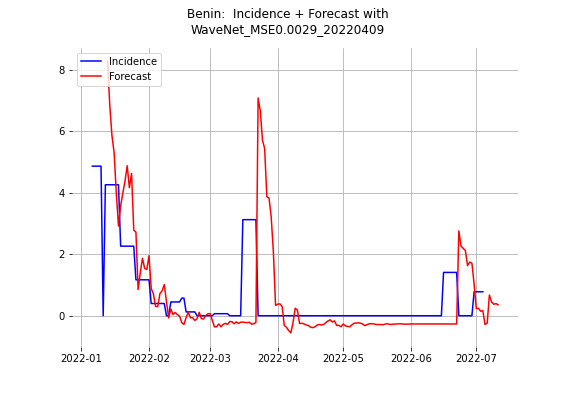 Benin:  Incidence + Forecast with
WaveNet_MSE0.0029_20220409
Incidence
Forecast
8
6
4
2
0
2022-01 2022-02 2022-03 2022-04 2022-05 2022-06 2022-07